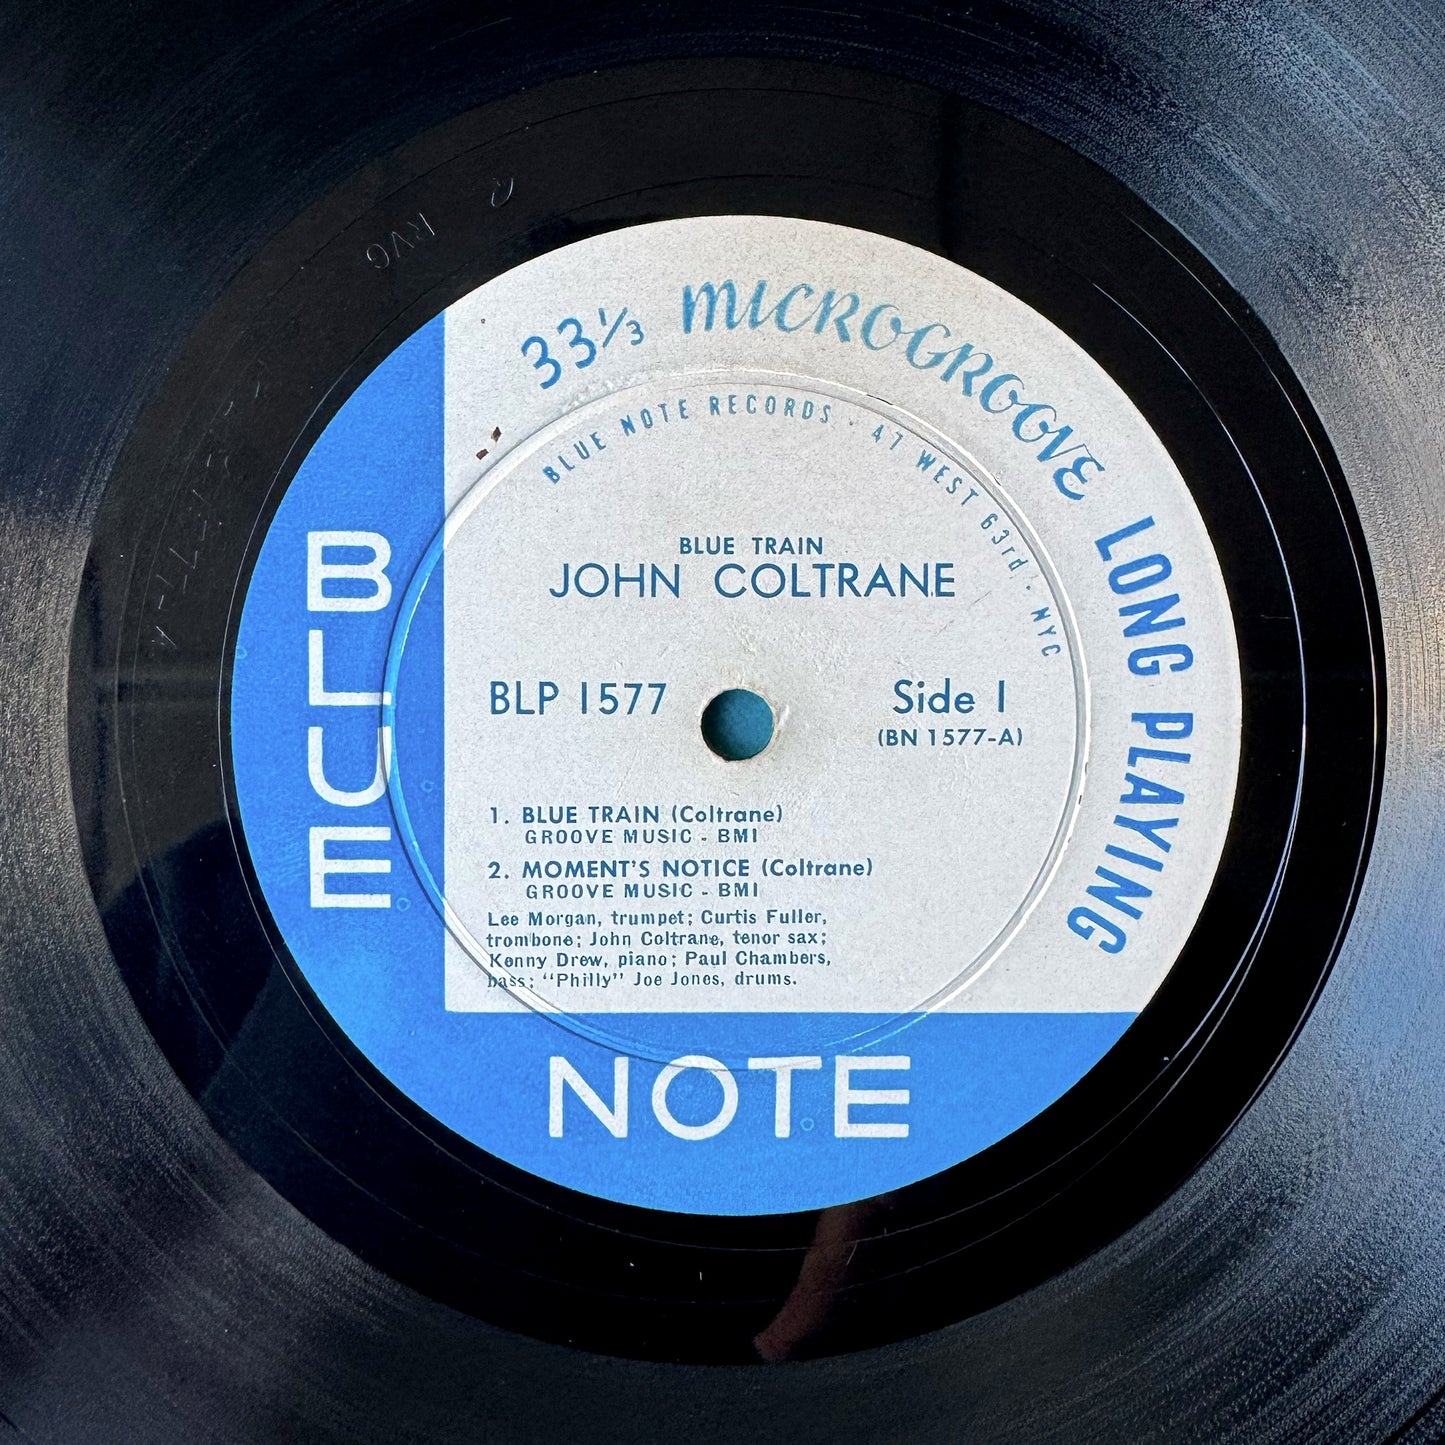 33⅓ MICROGROOVE LONG PLAYING
BLUE NOTE RECORDS · 47 WEST 63rd · NYC
BLUE TRAIN
JOHN COLTRANE
BLP 1577
Side 1
(BN 1577-A)
1. BLUE TRAIN (Coltrane)
GROOVE MUSIC - BMI
2. MOMENT'S NOTICE (Coltrane)
GROOVE MUSIC - BMI
Lee Morgan, trumpet; Curtis Fuller,
trombone; John Coltrane, tenor sax;
Kenny Drew, piano; Paul Chambers,
bass; "Philly" Joe Jones, drums.
BLUE
NOTE
RVG